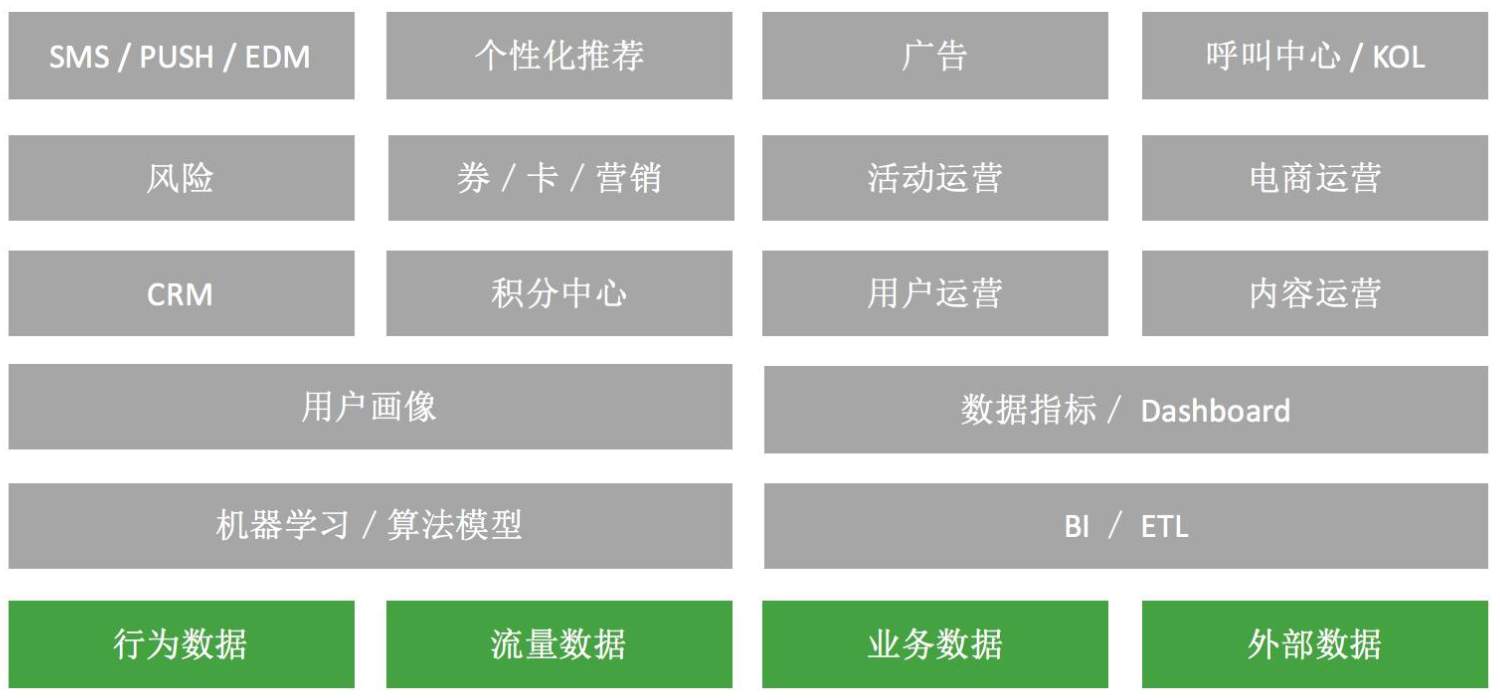 SMS / PUSH / EDM
个性化推荐
广告
呼叫中心 / KOL
风险
券 / 卡 / 营销
活动运营
电商运营
CRM
积分中心
用户运营
内容运营
用户画像
数据指标 / Dashboard
机器学习 / 算法模型
BI / ETL
行为数据
流量数据
业务数据
外部数据